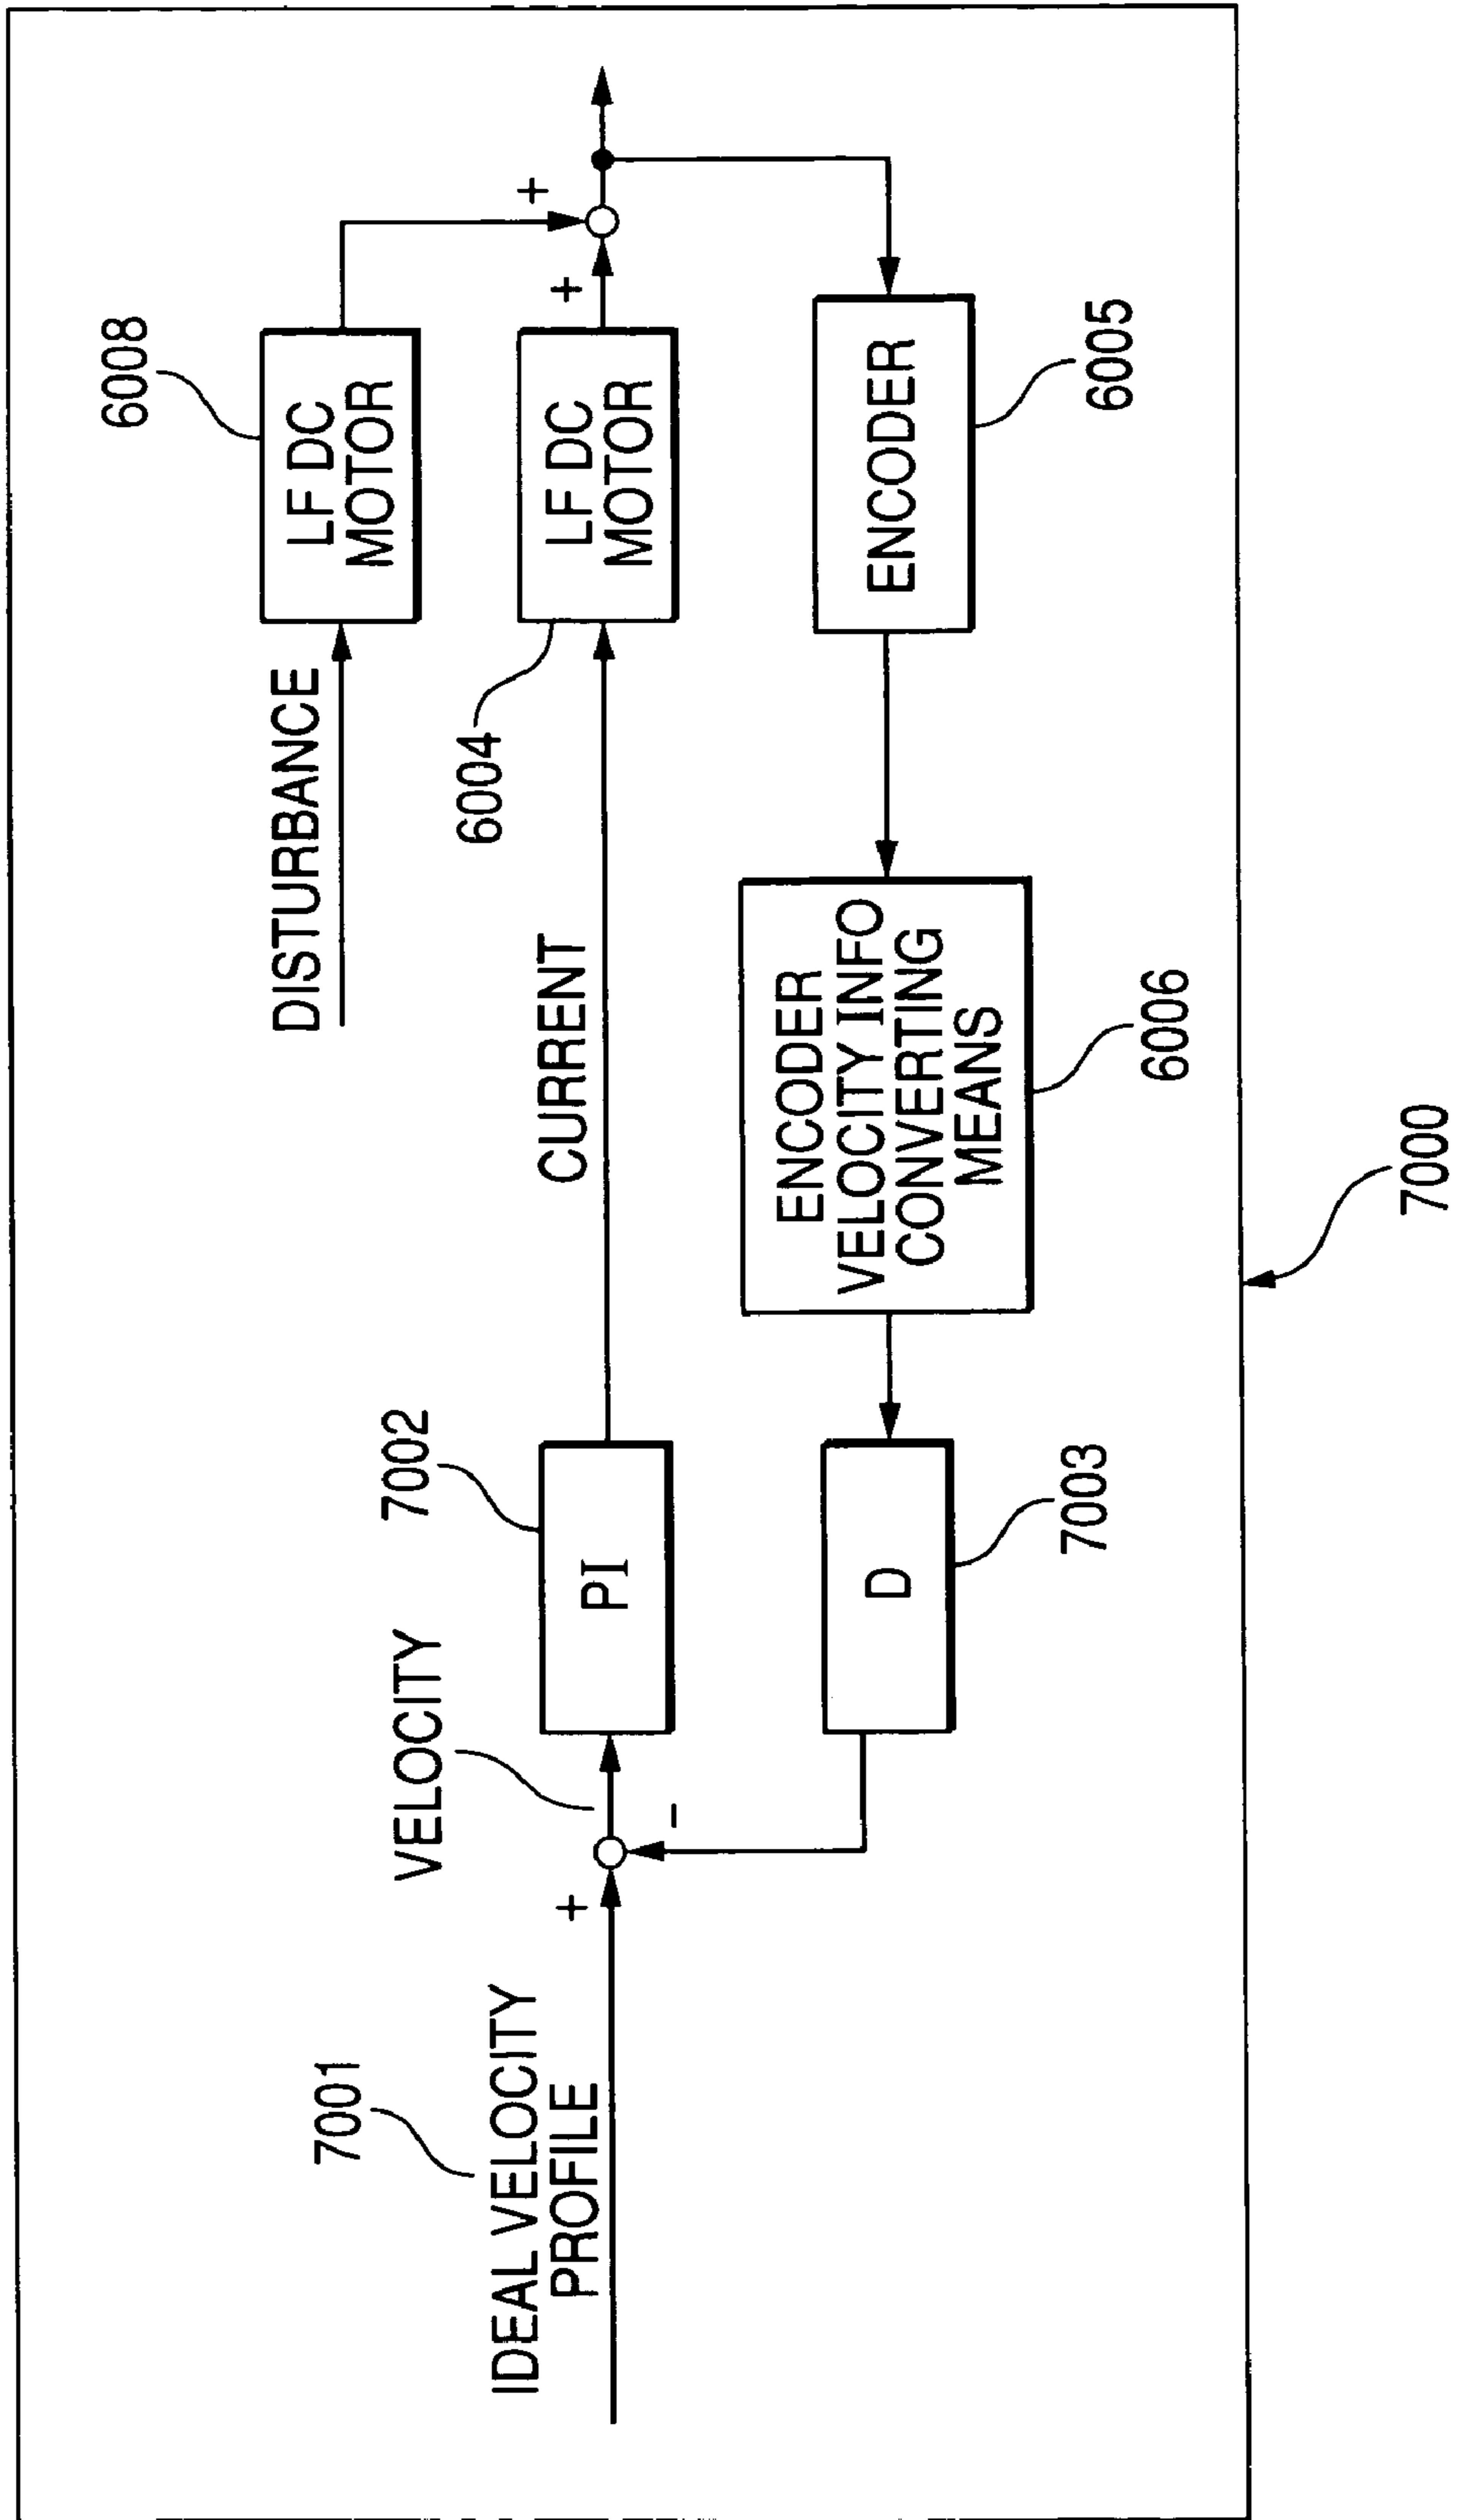 7001
IDEAL VELOCITY
PROFILE
+
-
VELOCITY
7002
PI
D
7003
CURRENT
ENCODER
VELOCITY INFO
CONVERTING
MEANS
6006
DISTURBANCE
6004
6008
LF DC
MOTOR
LF DC
MOTOR
ENCODER
6005
+
+
7000